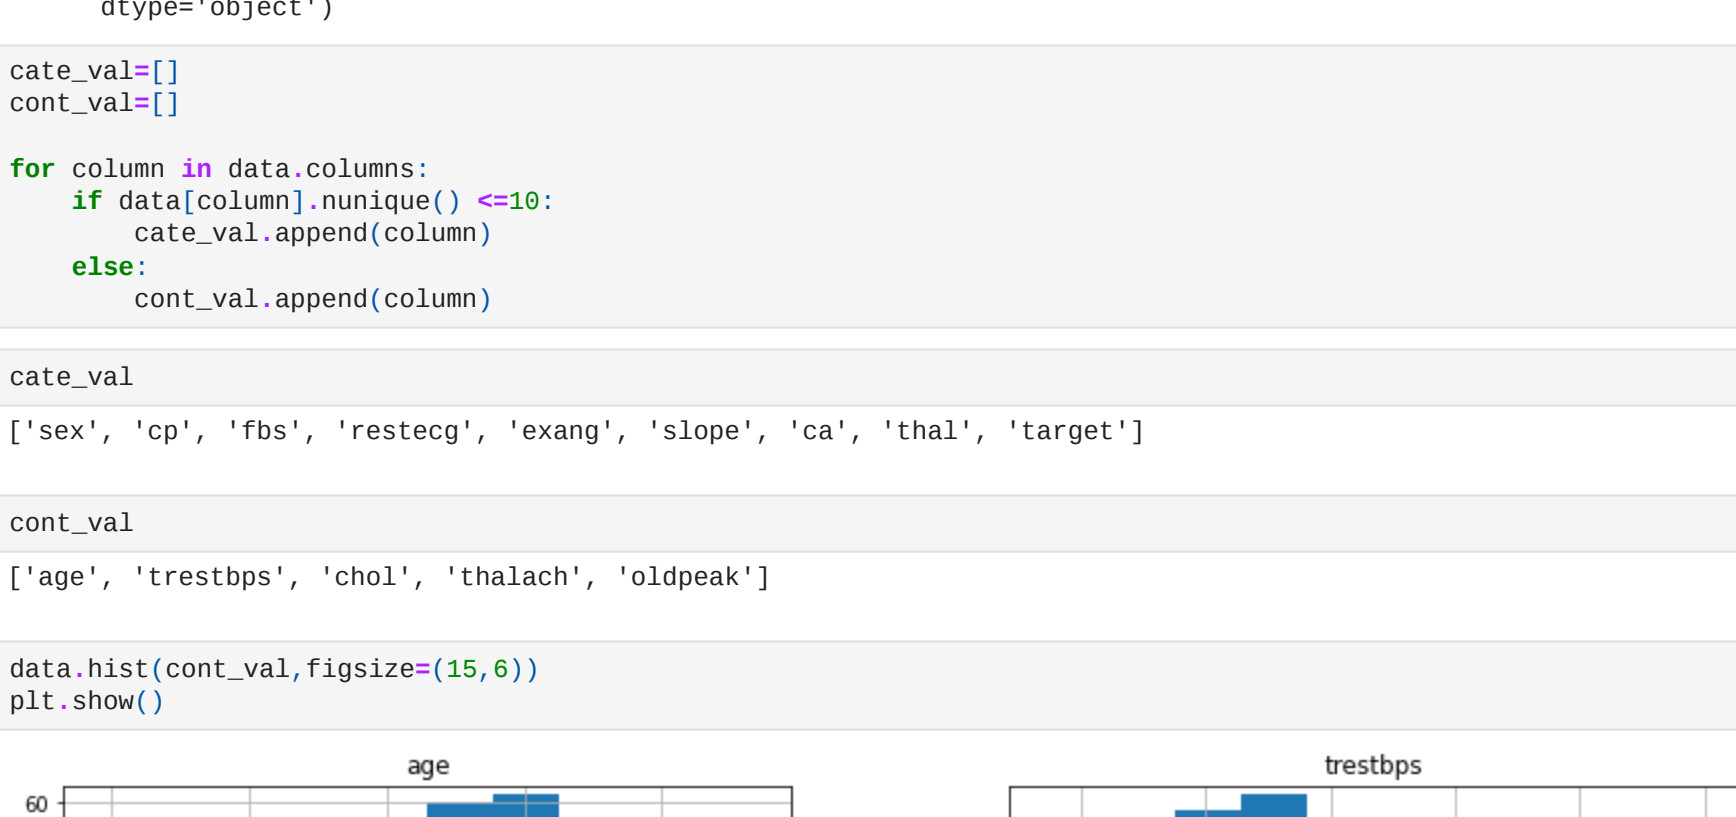 dtype='object')
cate_val=[]
cont_val=[]
for column in data.columns:
    if data[column].nunique() <=10:
        cate_val.append(column)
    else:
        cont_val.append(column)
cate_val
['sex', 'cp', 'fbs', 'restecg', 'exang', 'slope', 'ca', 'thal', 'target']
cont_val
['age', 'trestbps', 'chol', 'thalach', 'oldpeak']
data.hist(cont_val,figsize=(15,6))
plt.show()
age
trestbps
60